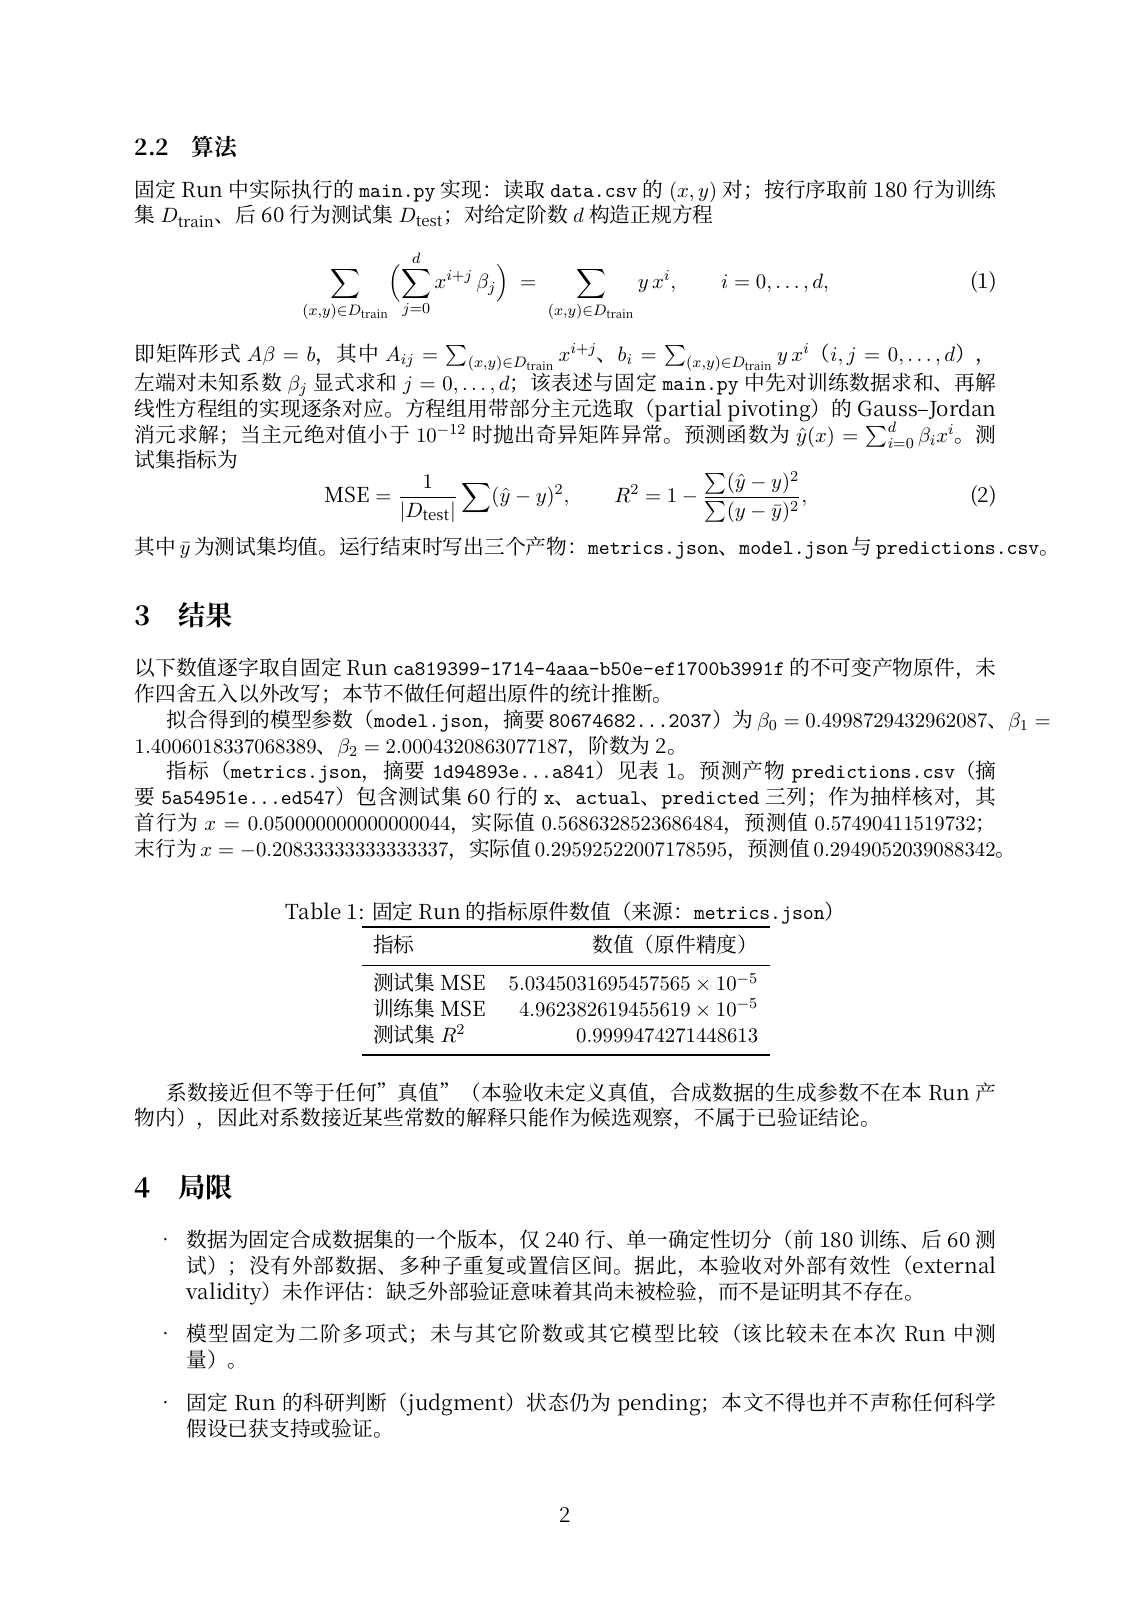 2.2 算法
固定 Run 中实际执行的 main.py 实现：读取 data.csv 的 (x, y) 对；按行序取前 180 行为训练
集 D_train、后 60 行为测试集 D_test；对给定阶数 d 构造正规方程
∑_{(x,y)∈D_train} (∑_{j=0}^{d} x^{i+j} β_j) = ∑_{(x,y)∈D_train} y x^i, i = 0, . . . , d, (1)
即矩阵形式 Aβ = b，其中 A_{ij} = ∑_{(x,y)∈D_train} x^{i+j}、b_i = ∑_{(x,y)∈D_train} y x^i（i, j = 0, . . . , d），
左端对未知系数 β_j 显式求和 j = 0, . . . , d；该表述与固定 main.py 中先对训练数据求和、再解
线性方程组的实现逐条对应。方程组用带部分主元选取（partial pivoting）的 Gauss–Jordan
消元求解；当主元绝对值小于 10^{−12} 时抛出奇异矩阵异常。预测函数为 ŷ(x) = ∑_{i=0}^{d} β_i x^i。测
试集指标为
MSE = 1/|D_test| ∑(ŷ − y)², R² = 1 − ∑(ŷ − y)²/∑(y − ȳ)², (2)
其中 ȳ 为测试集均值。运行结束时写出三个产物：metrics.json、model.json 与 predictions.csv。
3 结果
以下数值逐字取自固定 Run ca819399-1714-4aaa-b50e-ef1700b3991f 的不可变产物原件，未
作四舍五入以外改写；本节不做任何超出原件的统计推断。
拟合得到的模型参数（model.json，摘要 80674682...2037）为 β₀ = 0.4998729432962087、β₁ =
1.4006018337068389、β₂ = 2.0004320863077187，阶数为 2。
指标（metrics.json，摘要 1d94893e...a841）见表 1。预测产物 predictions.csv（摘
要 5a54951e...ed547）包含测试集 60 行的 x、actual、predicted 三列；作为抽样核对，其
首行为 x = 0.050000000000000044，实际值 0.5686328523686484，预测值 0.57490411519732；
末行为 x = −0.20833333333333337，实际值 0.29592522007178595，预测值 0.2949052039088342。
Table 1: 固定 Run 的指标原件数值（来源：metrics.json）
指标 数值（原件精度）
测试集 MSE 5.0345031695457565 × 10^{−5}
训练集 MSE 4.962382619455619 × 10^{−5}
测试集 R² 0.9999474271448613
系数接近但不等于任何”真值”（本验收未定义真值，合成数据的生成参数不在本 Run 产
物内），因此对系数接近某些常数的解释只能作为候选观察，不属于已验证结论。
4 局限
· 数据为固定合成数据集的一个版本，仅 240 行、单一确定性切分（前 180 训练、后 60 测
试）；没有外部数据、多种子重复或置信区间。据此，本验收对外部有效性（external
validity）未作评估：缺乏外部验证意味着其尚未被检验，而不是证明其不存在。
· 模型固定为二阶多项式；未与其它阶数或其它模型比较（该比较未在本次 Run 中测
量）。
· 固定 Run 的科研判断（judgment）状态仍为 pending；本文不得也并不声称任何科学
假设已获支持或验证。
2